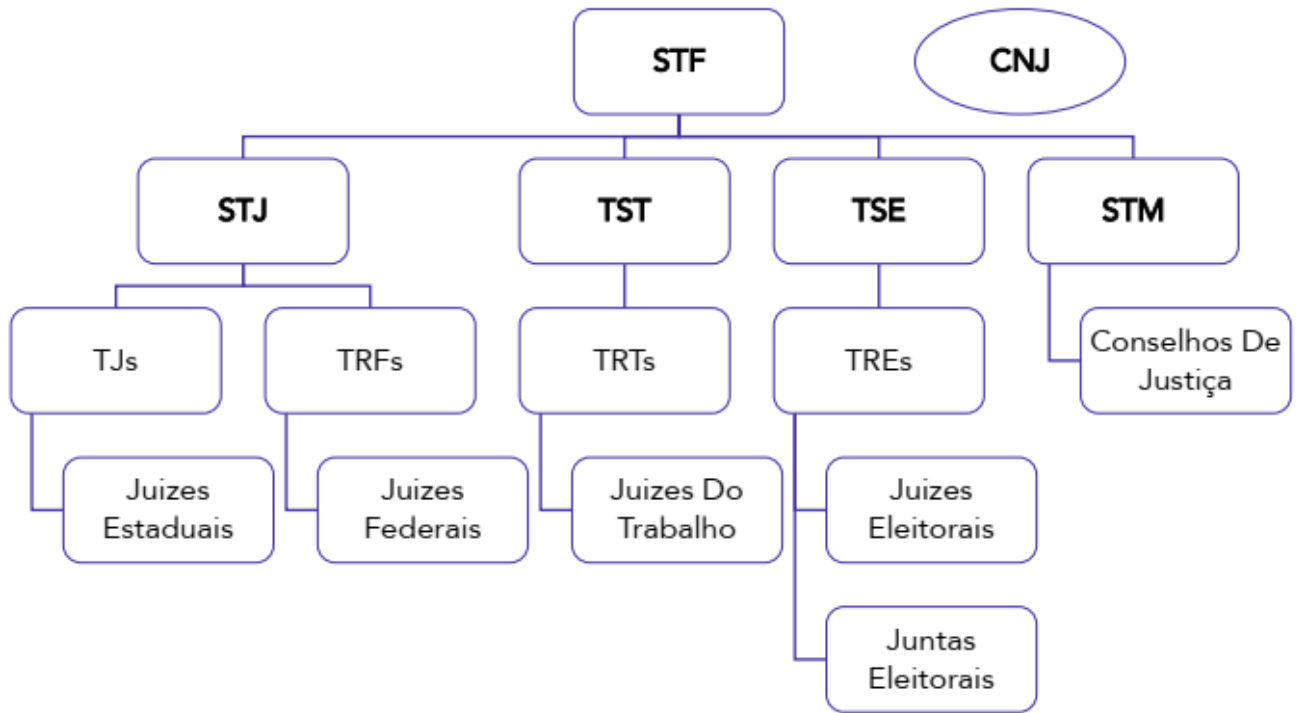 STF
CNJ
STJ
TST
TSE
STM
TJs
TRFs
TRTs
TREs
Conselhos De
Justiça
Juizes
Estaduais
Juizes
Federais
Juizes Do
Trabalho
Juizes
Eleitorais
Juntas
Eleitorais